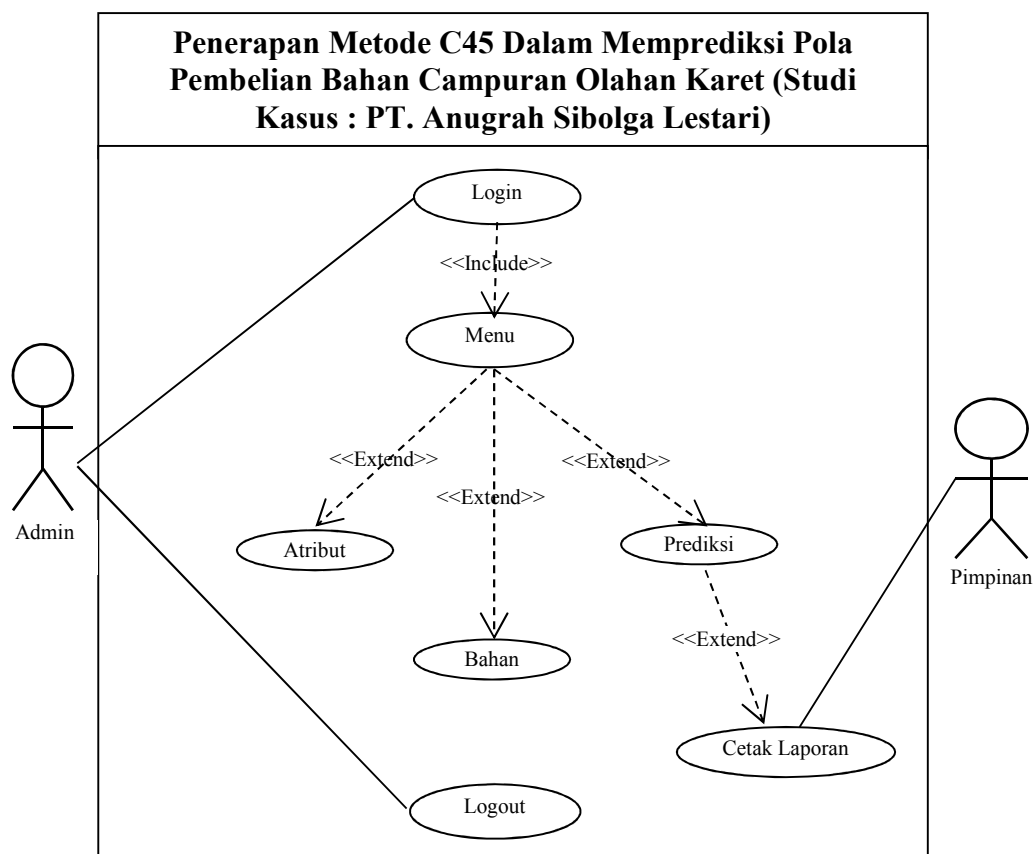 Penerapan Metode C45 Dalam Memprediksi Pola
Pembelian Bahan Campuran Olahan Karet (Studi
Kasus : PT. Anugrah Sibolga Lestari)
Login
<<Include>>
Menu
<<Extend>>
<<Extend>>
<<Extend>>
Admin
Atribut
Prediksi
Pimpinan
<<Extend>>
Bahan
Cetak Laporan
Logout